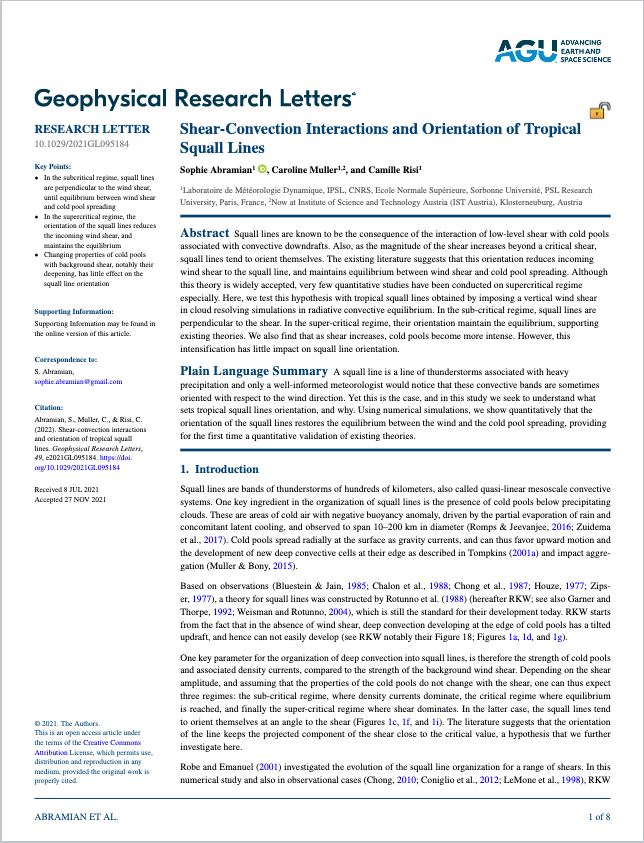 AGU ADVANCING
EARTH AND
SPACE SCIENCE
Geophysical Research Letters
RESEARCH LETTER
10.1029/2021GL095184
Key Points:
• In the subcritical regime, squall lines
are perpendicular to the wind shear,
until equilibrium between wind shear
and cold pool spreading
• In the supercritical regime, the
orientation of the squall lines reduces
the incoming wind shear, and
maintains the equilibrium
• Changing properties of cold pools
with background shear, notably their
deepening, has little effect on the
squall line orientation
Supporting Information:
Supporting Information may be found in
the online version of this article.
Correspondence to:
S. Abramian,
sophie.abramian@gmail.com
Citation:
Abramian, S., Muller, C., & Risi, C.
(2022). Shear-convection interactions
and orientation of tropical squall
lines. Geophysical Research Letters,
49, e2021GL095184. https://doi.
org/10.1029/2021GL095184
Received 8 JUL 2021
Accepted 27 NOV 2021
© 2021. The Authors.
This is an open access article under
the terms of the Creative Commons
Attribution License, which permits use,
distribution and reproduction in any
medium, provided the original work is
properly cited.
Shear-Convection Interactions and Orientation of Tropical
Squall Lines
Sophie Abramian¹, Caroline Muller¹,², and Camille Risi¹
¹Laboratoire de Météorologie Dynamique, IPSL, CNRS, Ecole Normale Supérieure, Sorbonne Université, PSL Research
University, Paris, France, ²Now at Institute of Science and Technology Austria (IST Austria), Klosterneuburg, Austria
Abstract Squall lines are known to be the consequence of the interaction of low-level shear with cold pools
associated with convective downdrafts. Also, as the magnitude of the shear increases beyond a critical shear,
squall lines tend to orient themselves. The existing literature suggests that this orientation reduces incoming
wind shear to the squall line, and maintains equilibrium between wind shear and cold pool spreading. Although
this theory is widely accepted, very few quantitative studies have been conducted on supercritical regime
especially. Here, we test this hypothesis with tropical squall lines obtained by imposing a vertical wind shear
in cloud resolving simulations in radiative convective equilibrium. In the sub-critical regime, squall lines are
perpendicular to the shear. In the super-critical regime, their orientation maintain the equilibrium, supporting
existing theories. We also find that as shear increases, cold pools become more intense. However, this
intensification has little impact on squall line orientation.
Plain Language Summary A squall line is a line of thunderstorms associated with heavy
precipitation and only a well-informed meteorologist would notice that these convective bands are sometimes
oriented with respect to the wind direction. Yet this is the case, and in this study we seek to understand what
sets tropical squall lines orientation, and why. Using numerical simulations, we show quantitatively that the
orientation of the squall lines restores the equilibrium between the wind and the cold pool spreading, providing
for the first time a quantitative validation of existing theories.
1. Introduction
Squall lines are bands of thunderstorms of hundreds of kilometers, also called quasi-linear mesoscale convective
systems. One key ingredient in the organization of squall lines is the presence of cold pools below precipitating
clouds. These are areas of cold air with negative buoyancy anomaly, driven by the partial evaporation of rain and
concomitant latent cooling, and observed to span 10–200 km in diameter (Romps & Jeevanjee, 2016; Zuidema
et al., 2017). Cold pools spread radially at the surface as gravity currents, and can thus favor upward motion and
the development of new deep convective cells at their edge as described in Tompkins (2001a) and impact aggre-
gation (Muller & Bony, 2015).
Based on observations (Bluestein & Jain, 1985; Chalon et al., 1988; Chong et al., 1987; Houze, 1977; Zips-
er, 1977), a theory for squall lines was constructed by Rotunno et al. (1988) (hereafter RKW; see also Garner and
Thorpe, 1992; Weisman and Rotunno, 2004), which is still the standard for their development today. RKW starts
from the fact that in the absence of wind shear, deep convection developing at the edge of cold pools has a tilted
updraft, and hence can not easily develop (see RKW notably their Figure 18; Figures 1a, 1d, and 1g).
One key parameter for the organization of deep convection into squall lines, is therefore the strength of cold pools
and associated density currents, compared to the strength of the background wind shear. Depending on the shear
amplitude, and assuming that the properties of the cold pools do not change with the shear, one can thus expect
three regimes: the sub-critical regime, where density currents dominate, the critical regime where equilibrium
is reached, and finally the super-critical regime where shear dominates. In the latter case, the squall lines tend
to orient themselves at an angle to the shear (Figures 1c, 1f, and 1i). The literature suggests that the orientation
of the line keeps the projected component of the shear close to the critical value, a hypothesis that we further
investigate here.
Robe and Emanuel (2001) investigated the evolution of the squall line organization for a range of shears. In this
numerical study and also in observational cases (Chong, 2010; Coniglio et al., 2012; LeMone et al., 1998), RKW
ABRAMIAN ET AL.
1 of 8